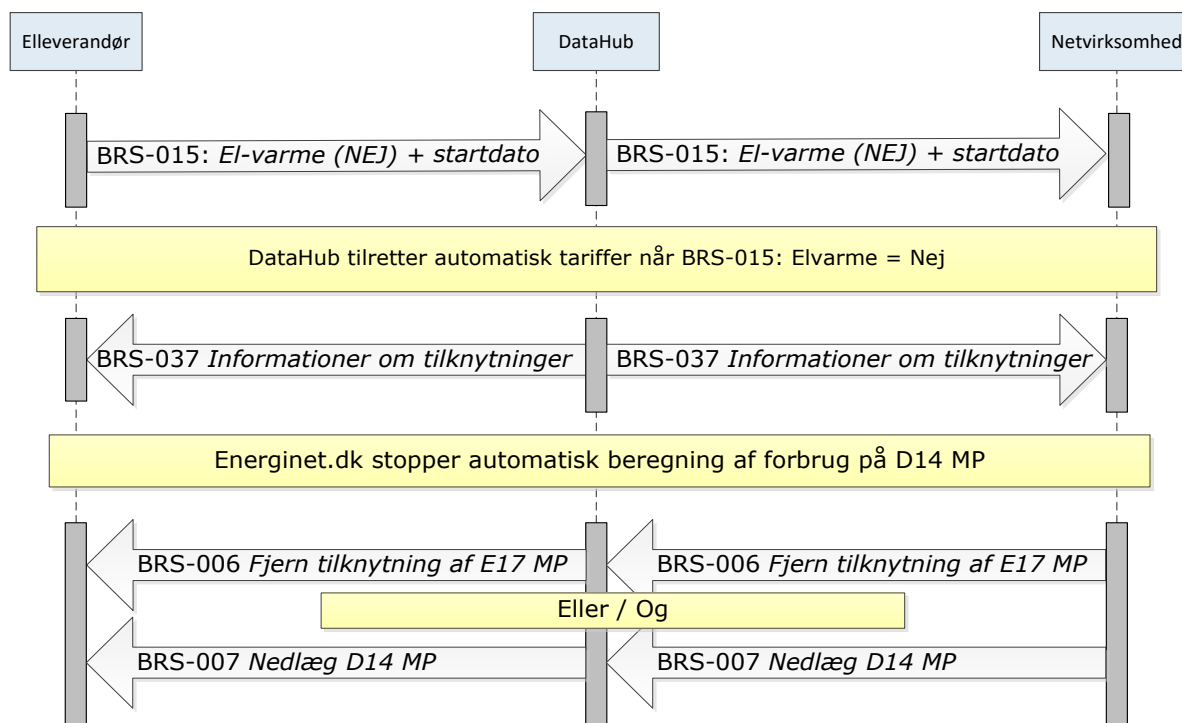 Elleverandør
DataHub
Netvirksomhed
BRS-015: El-varme (NEJ) + startdato
BRS-015: El-varme (NEJ) + startdato
DataHub tilretter automatisk tariffer når BRS-015: Elvarme = Nej
BRS-037 Informationer om tilknytninger
BRS-037 Informationer om tilknytninger
Energinet.dk stopper automatisk beregning af forbrug på D14 MP
BRS-006 Fjern tilknytning af E17 MP
BRS-006 Fjern tilknytning af E17 MP
Eller / Og
BRS-007 Nedlæg D14 MP
BRS-007 Nedlæg D14 MP